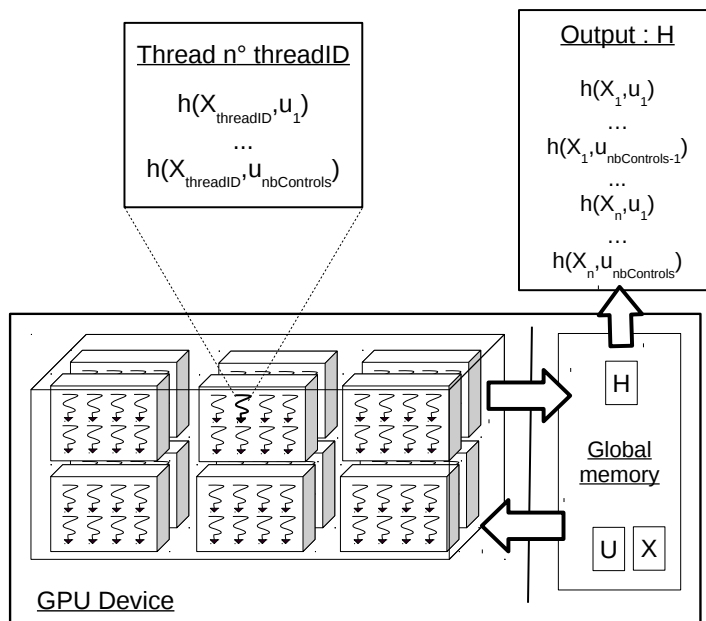 Thread n° threadID
h(X_threadID,u_1)
...
h(X_threadID,u_nbControls)
Output : H
h(X_1,u_1)
...
h(X_1,u_nbControls-1)
...
h(X_n,u_1)
...
h(X_n,u_nbControls)
H
Global
memory
U X
GPU Device